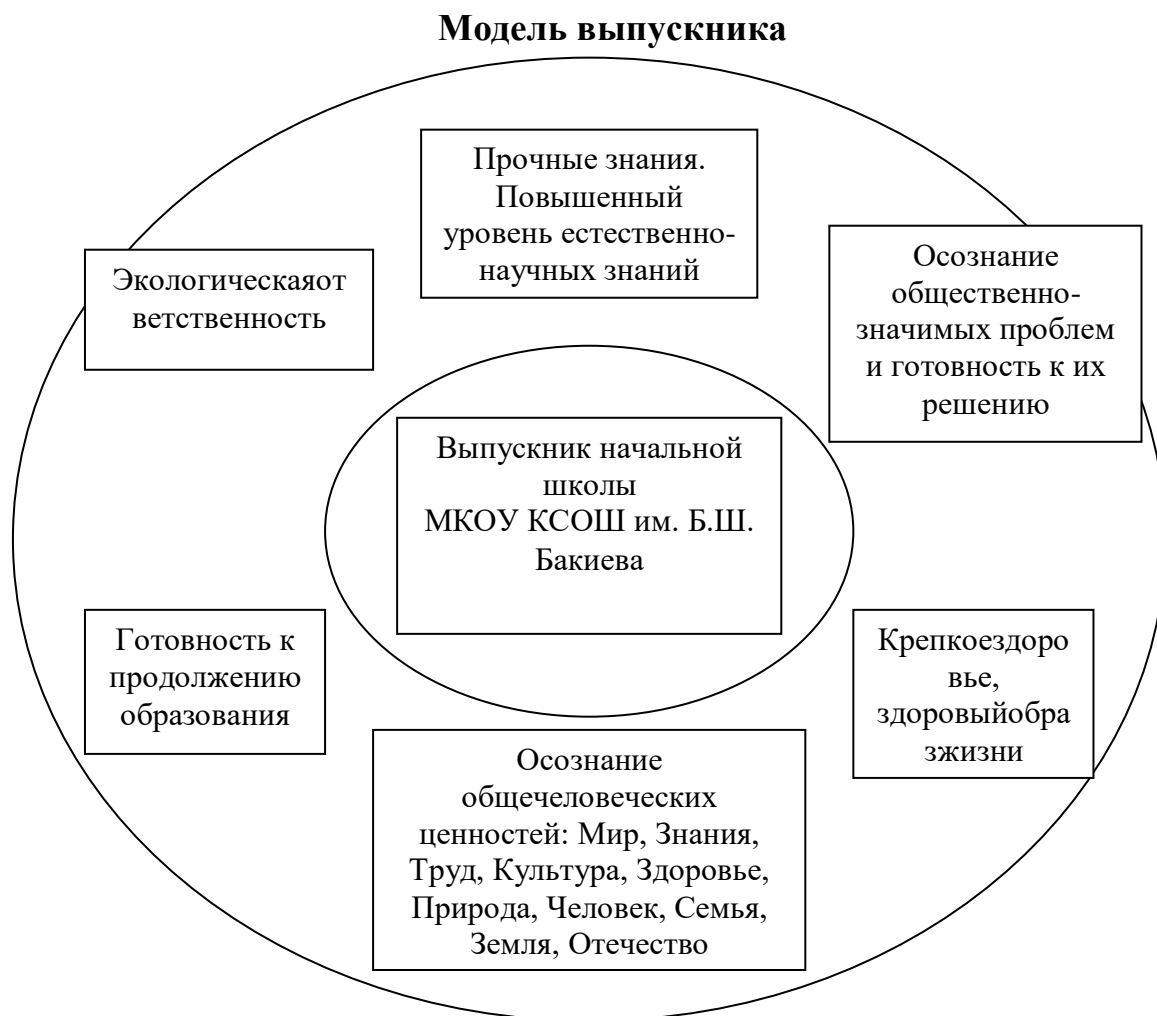 Модель выпускника
Прочные знания.
Повышенный
уровень естественно-
научных знаний
Экологическаяот
ветственность
Осознание
общественно-
значимых проблем
и готовность к их
решению
Выпускник начальной
школы
МКОУ КСОШ им. Б.Ш.
Бакиева
Готовность к
продолжению
образования
Крепкоездоро
вье,
здоровыйобра
зжизни
Осознание
общечеловеческих
ценностей: Мир, Знания,
Труд, Культура, Здоровье,
Природа, Человек, Семья,
Земля, Отечество